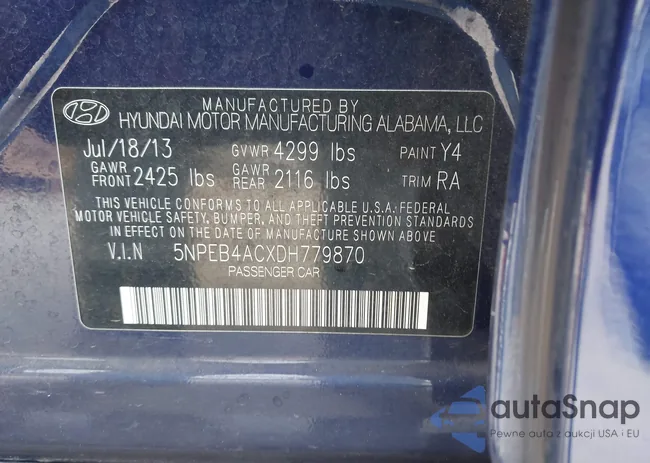 MANUFACTURED BY
HYUNDAI MOTOR MANUFACTURING ALABAMA, LLC
Jul/18/13 GVWR 4299 lbs PAINT Y4
GAWR FRONT 2425 lbs GAWR REAR 2116 lbs TRIM RA
THIS VEHICLE CONFORMS TO ALL APPLICABLE U.S.A. FEDERAL
MOTOR VEHICLE SAFETY, BUMPER, AND THEFT PREVENTION STANDARDS
IN EFFECT ON THE DATE OF MANUFACTURE SHOWN ABOVE
V.I.N 5NPEB4ACXDH779870
PASSENGER CAR
autaSnap
Pewne auta z aukcji USA i EU